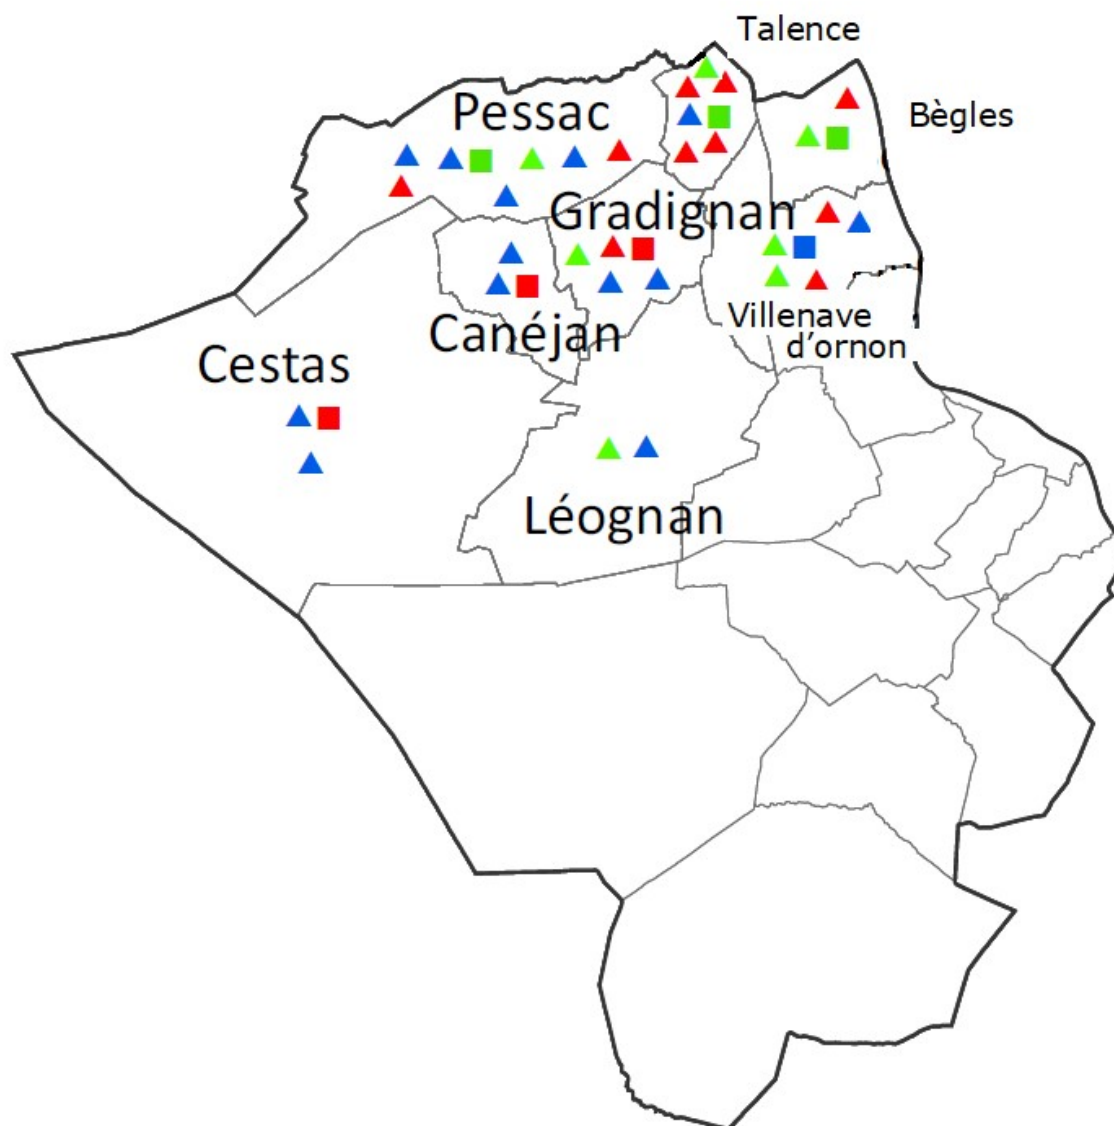 Talence
Pessac
Bègles
Gradignan
Canéjan
Villenave
d'ornon
Cestas
Léognan